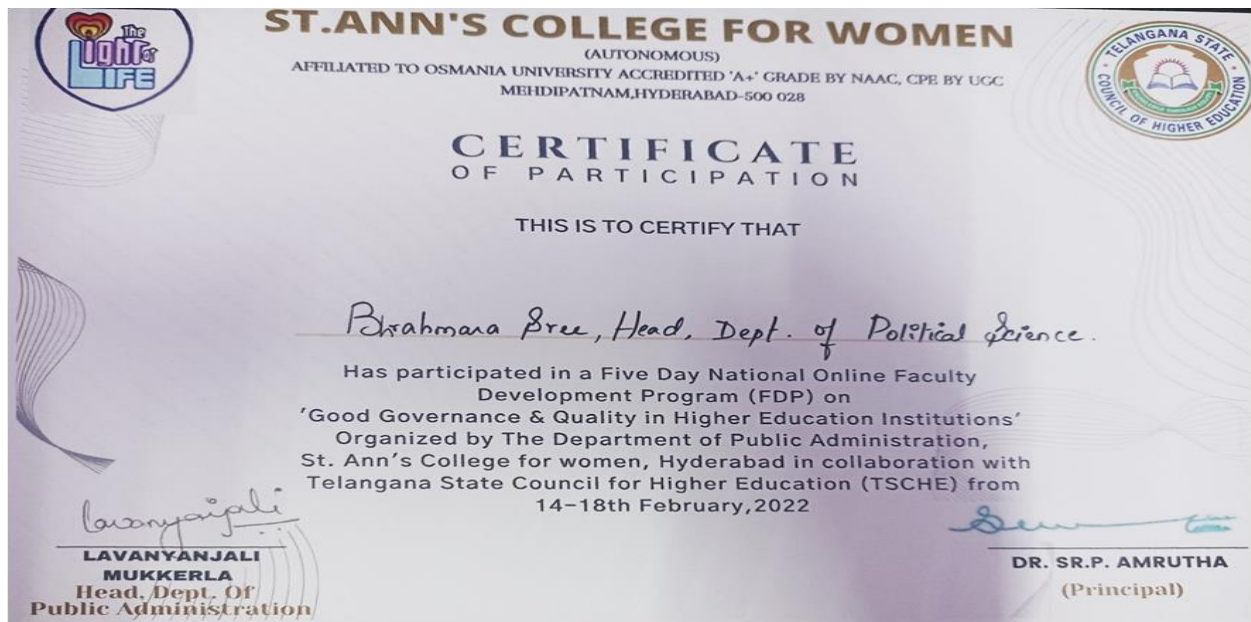 The
Light of
LIFE
ST.ANN'S COLLEGE FOR WOMEN
(AUTONOMOUS)
AFFILIATED TO OSMANIA UNIVERSITY ACCREDITED 'A+' GRADE BY NAAC, CPE BY UGC
MEHDIPATNAM,HYDERABAD-500 028
TELANGANA STATE
COUNCIL OF HIGHER EDUCATION
CERTIFICATE
OF PARTICIPATION
THIS IS TO CERTIFY THAT
Bhrahmara Sree, Head, Dept. of Political Science.
Has participated in a Five Day National Online Faculty
Development Program (FDP) on
'Good Governance & Quality in Higher Education Institutions'
Organized by The Department of Public Administration,
St. Ann's College for women, Hyderabad in collaboration with
Telangana State Council for Higher Education (TSCHE) from
14-18th February,2022
Lavanyanjali
LAVANYANJALI
MUKKERLA
Head, Dept. Of
Public Administration
DR. SR.P. AMRUTHA
(Principal)